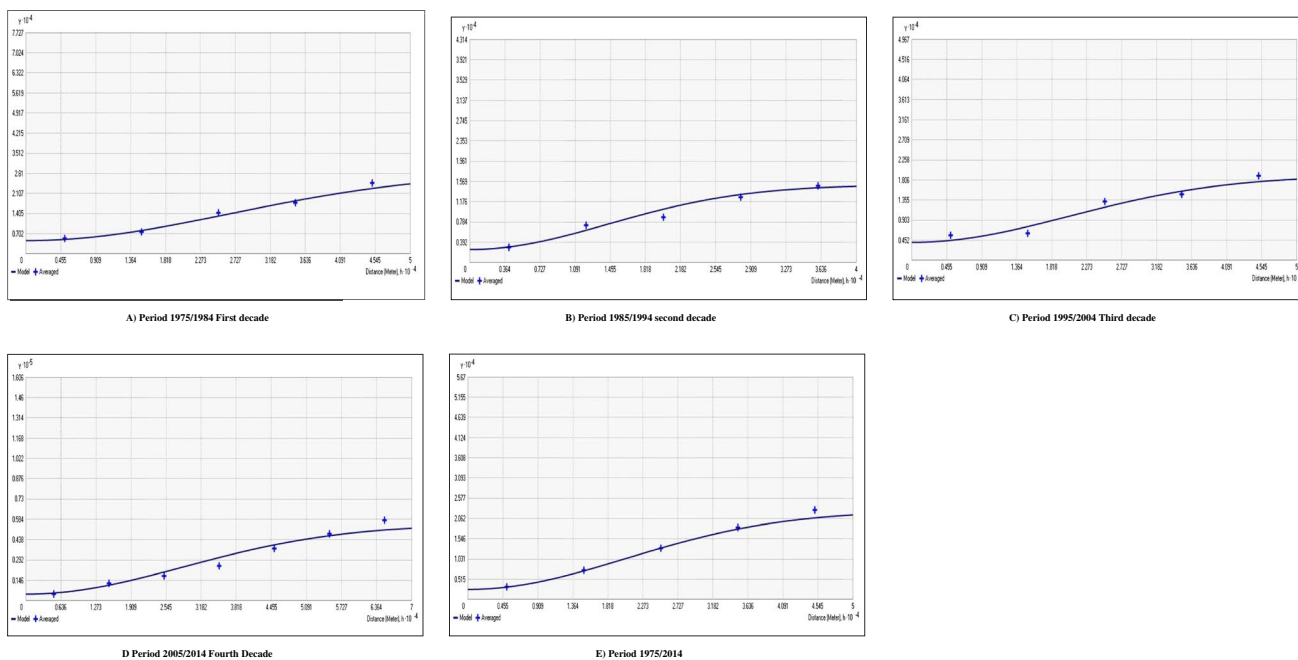 γ·10⁻⁴
7.727
7.024
6.322
5.619
4.917
4.215
3.512
2.81
2.107
1.405
0.702
0 0.455 0.909 1.364 1.818 2.273 2.727 3.182 3.636 4.091 4.545 5
Model Averaged Distance (Meter), h·10⁻⁴
A) Period 1975/1984 First decade
γ·10⁻⁴
4.314
3.921
3.529
3.137
2.745
2.353
1.961
1.569
1.176
0.784
0.392
0 0.364 0.727 1.091 1.455 1.818 2.182 2.545 2.909 3.273 3.636 4
Model Averaged Distance (Meter), h·10⁻⁴
B) Period 1985/1994 second decade
γ·10⁻⁴
4.967
4.516
4.064
3.613
3.161
2.709
2.258
1.806
1.355
0.903
0.452
0 0.455 0.909 1.364 1.818 2.273 2.727 3.182 3.636 4.091 4.545 5
Model Averaged Distance (Meter), h·10⁻⁴
C) Period 1995/2004 Third decade
γ·10⁻⁵
1.606
1.46
1.314
1.168
1.022
0.876
0.73
0.584
0.438
0.292
0.146
0 0.636 1.273 1.909 2.545 3.182 3.818 4.455 5.091 5.727 6.364 7
Model Averaged Distance (Meter), h·10⁻⁴
D Period 2005/2014 Fourth Decade
γ·10⁻⁴
5.67
5.155
4.639
4.124
3.608
3.093
2.577
2.062
1.546
1.031
0.515
0 0.455 0.909 1.364 1.818 2.273 2.727 3.182 3.636 4.091 4.545 5
Model Averaged Distance (Meter), h·10⁻⁴
E) Period 1975/2014